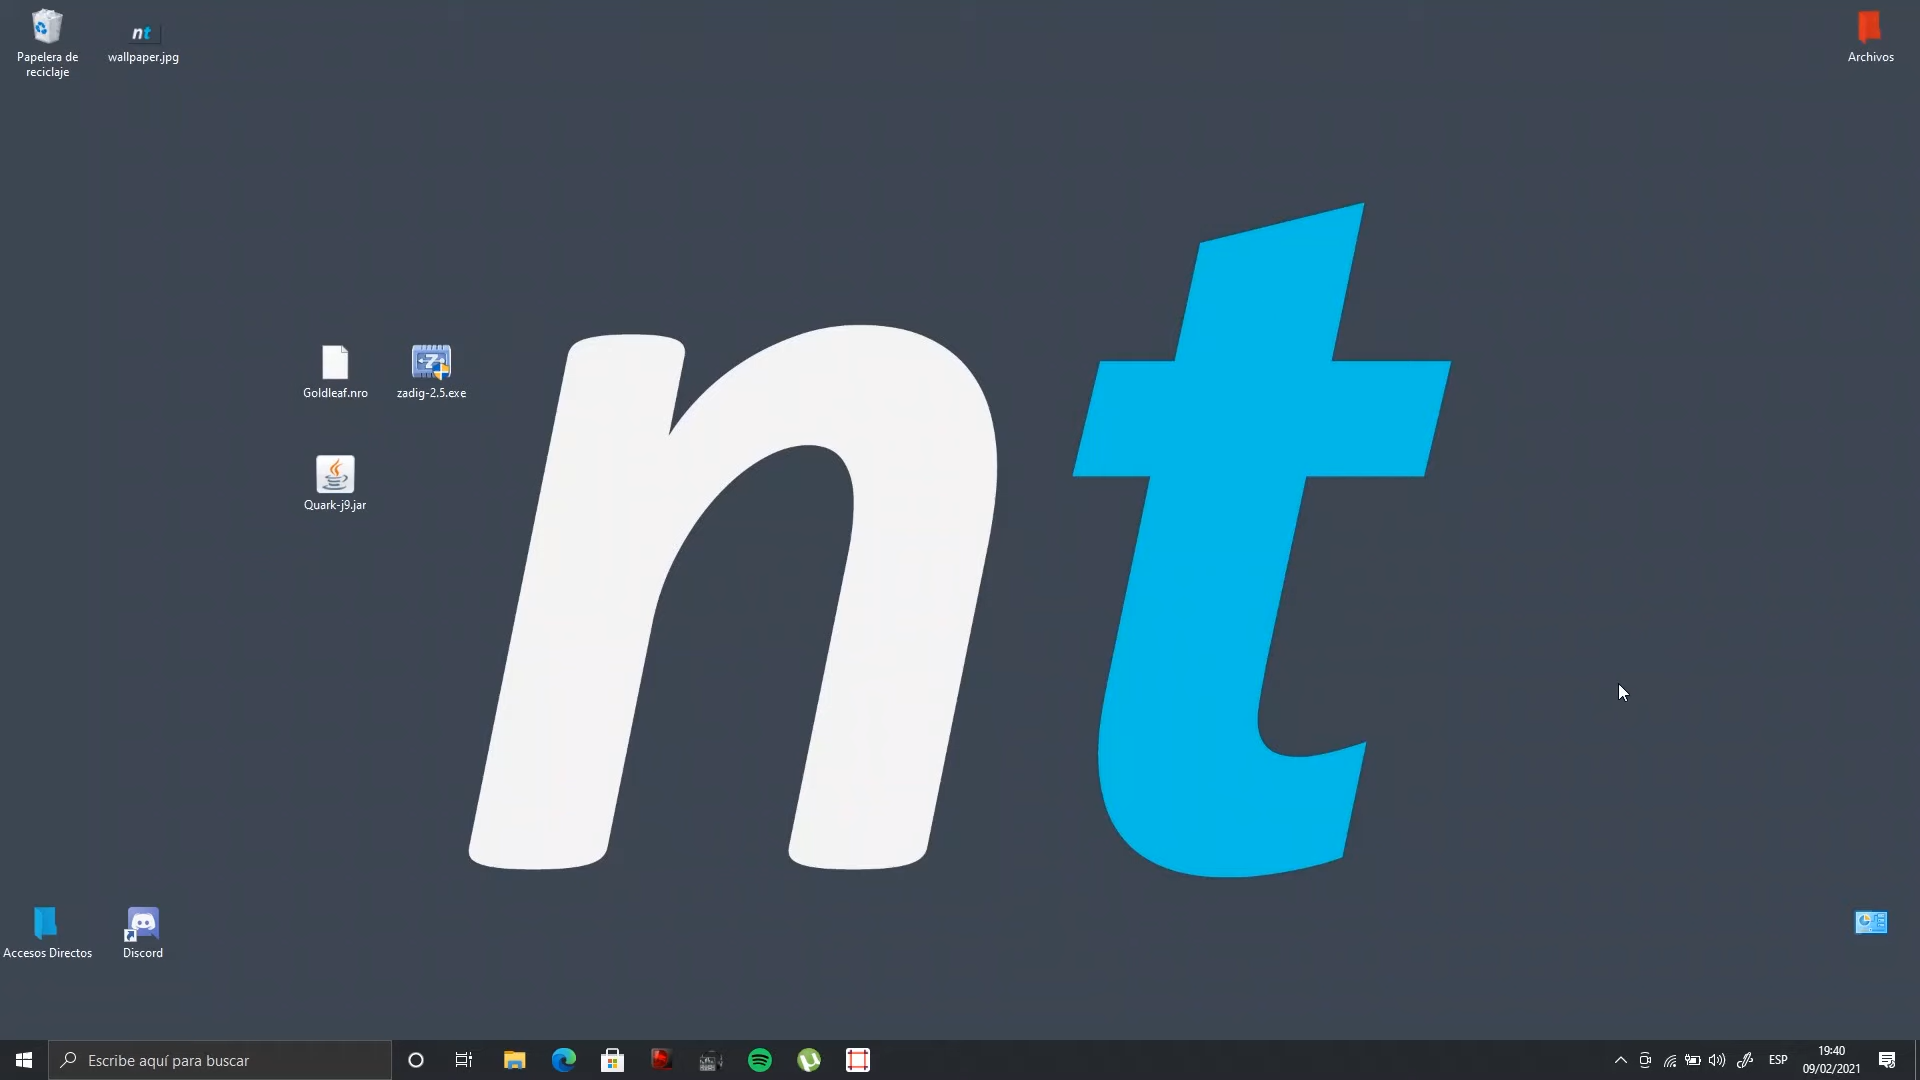 Papelera de
reciclaje
nt
wallpaper.jpg
Archivos
nt
Goldleaf.nro
zadig-2.5.exe
Quark-j9.jar
Accesos Directos
Discord
Escribe aquí para buscar
ESP
19:40
09/02/2021